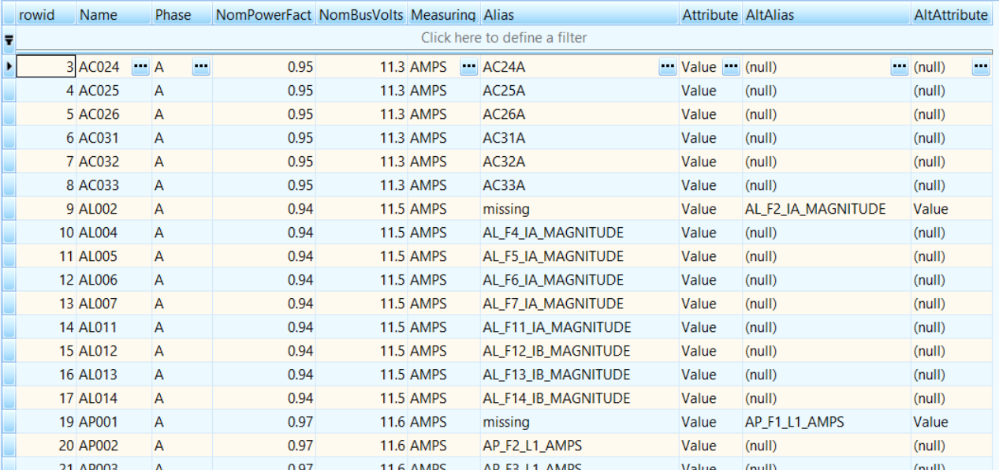 rowid Name Phase NomPowerFact NomBusVolts Measuring Alias Attribute AltAlias AltAttribute
Click here to define a filter
3 AC024 ••• A ••• 0.95 11.3 AMPS ••• AC24A ••• Value ••• (null) ••• (null) •••
4 AC025 A 0.95 11.3 AMPS AC25A Value (null) (null)
5 AC026 A 0.95 11.3 AMPS AC26A Value (null) (null)
6 AC031 A 0.95 11.3 AMPS AC31A Value (null) (null)
7 AC032 A 0.95 11.3 AMPS AC32A Value (null) (null)
8 AC033 A 0.95 11.3 AMPS AC33A Value (null) (null)
9 AL002 A 0.94 11.5 AMPS missing Value AL_F2_IA_MAGNITUDE Value
10 AL004 A 0.94 11.5 AMPS AL_F4_IA_MAGNITUDE Value (null) (null)
11 AL005 A 0.94 11.5 AMPS AL_F5_IA_MAGNITUDE Value (null) (null)
12 AL006 A 0.94 11.5 AMPS AL_F6_IA_MAGNITUDE Value (null) (null)
13 AL007 A 0.94 11.5 AMPS AL_F7_IA_MAGNITUDE Value (null) (null)
14 AL011 A 0.94 11.5 AMPS AL_F11_IA_MAGNITUDE Value (null) (null)
15 AL012 A 0.94 11.5 AMPS AL_F12_IB_MAGNITUDE Value (null) (null)
16 AL013 A 0.94 11.5 AMPS AL_F13_IB_MAGNITUDE Value (null) (null)
17 AL014 A 0.94 11.5 AMPS AL_F14_IB_MAGNITUDE Value (null) (null)
19 AP001 A 0.97 11.6 AMPS missing Value AP_F1_L1_AMPS Value
20 AP002 A 0.97 11.6 AMPS AP_F2_L1_AMPS Value (null) (null)
21 AP003 A 0.97 11.6 AMPS AP_F3_L1_AMPS Value (null) (null)